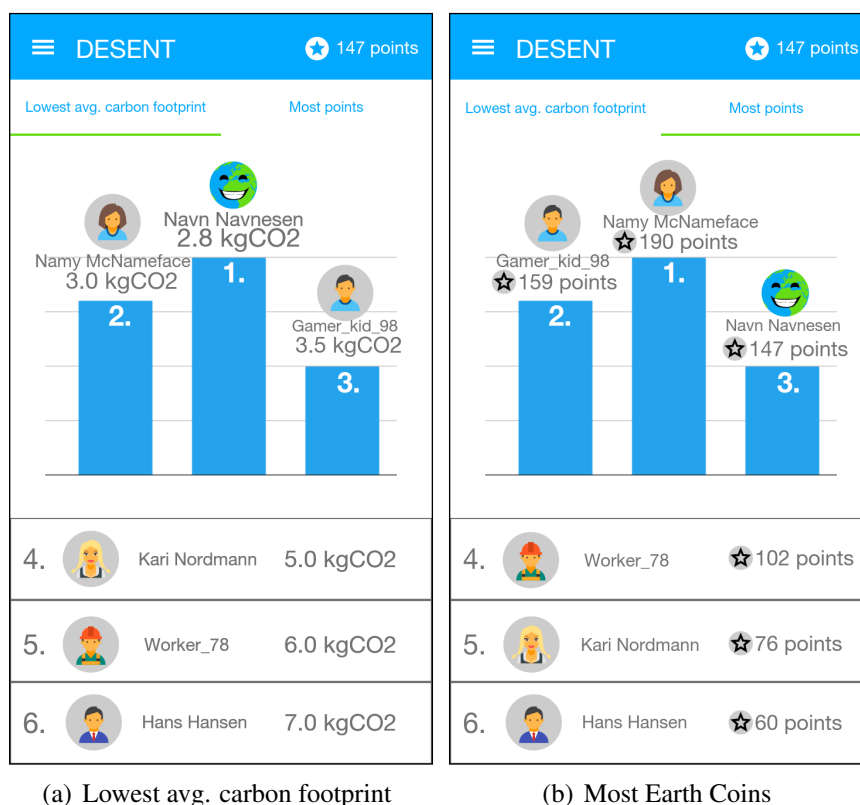 DESENT
147 points
Lowest avg. carbon footprint
Most points
Navn Navnesen
2.8 kgCO2
Namy McNameface
3.0 kgCO2
1.
2.
Gamer_kid_98
3.5 kgCO2
3.
4.
Kari Nordmann
5.0 kgCO2
5.
Worker_78
6.0 kgCO2
6.
Hans Hansen
7.0 kgCO2
(a) Lowest avg. carbon footprint
DESENT
147 points
Lowest avg. carbon footprint
Most points
Namy McNameface
190 points
Gamer_kid_98
159 points
1.
2.
Navn Navnesen
147 points
3.
4.
Worker_78
102 points
5.
Kari Nordmann
76 points
6.
Hans Hansen
60 points
(b) Most Earth Coins